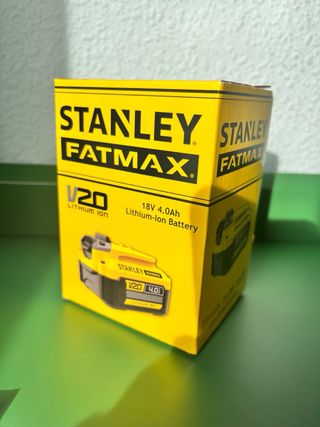 STANLEY
FATMAX
V20
LITHIUM ION
18V 4.0Ah
Lithium-Ion Battery
STANLEY FATMAX
V20 4.0
STANLEY
FATMAX